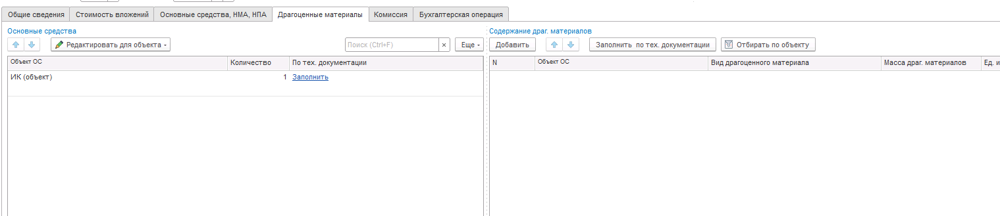 Общие сведения Стоимость вложений Основные средства, НМА, НПА Драгоценные материалы Комиссия Бухгалтерская операция
Основные средства
Редактировать для объекта Поиск (Ctrl+F) × Еще
Объект ОС Количество По тех. документации
ИК (объект) 1 Заполнить
Содержание драг. материалов
Добавить Заполнить по тех. документации Отбирать по объекту
N Объект ОС Вид драгоценного материала Масса драг. материалов Ед. и